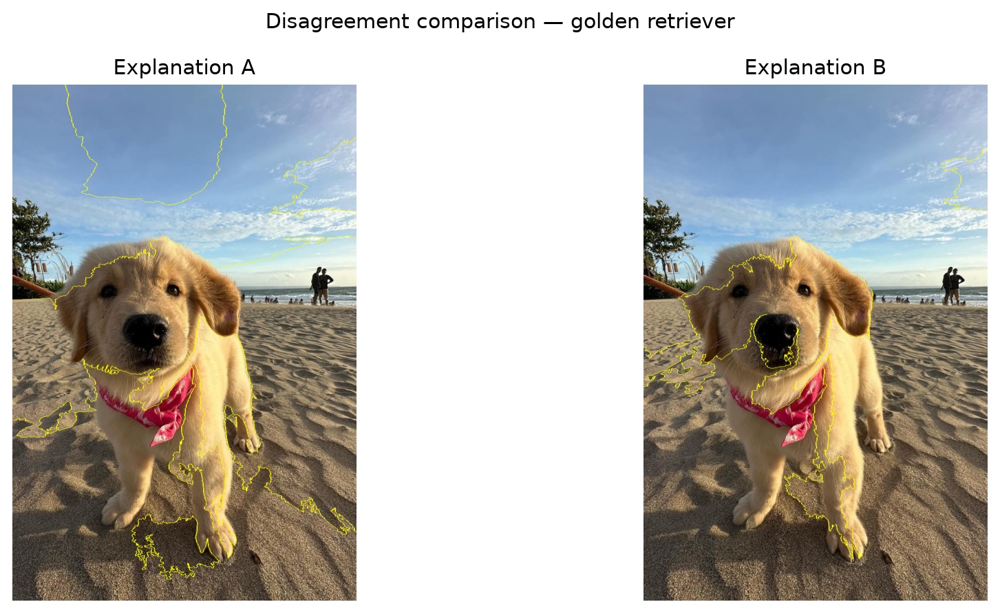 Disagreement comparison — golden retriever
Explanation A
Explanation B